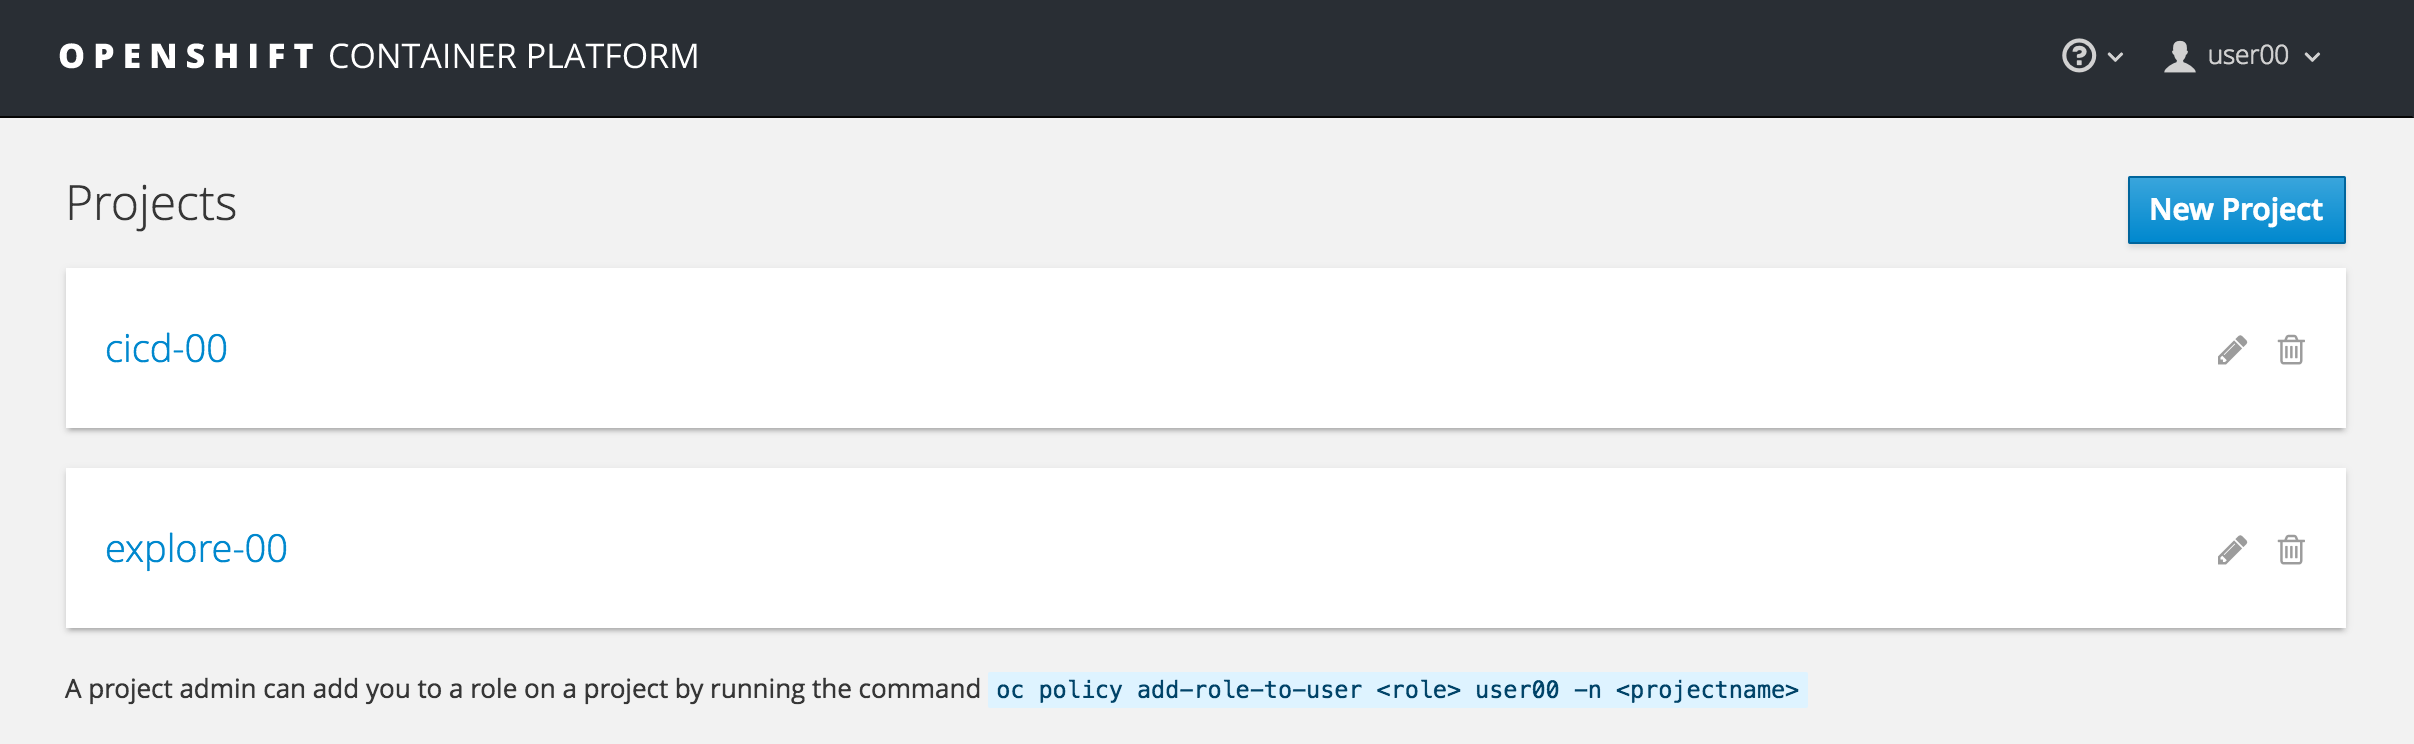 OPENSHIFT CONTAINER PLATFORM
user00
Projects
New Project
cicd-00
explore-00
A project admin can add you to a role on a project by running the command oc policy add-role-to-user <role> user00 -n <projectname>